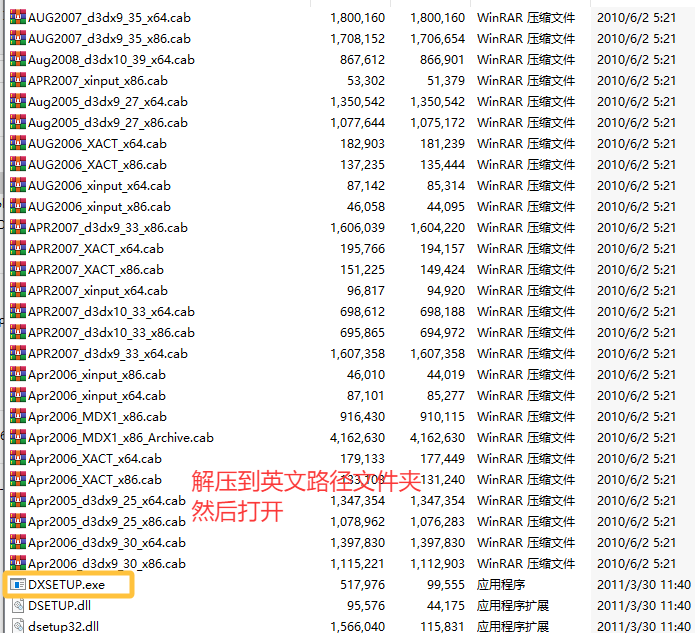 AUG2007_d3dx9_35_x64.cab 1,800,160 1,800,160 WinRAR 压缩文件 2010/6/2 5:21
AUG2007_d3dx9_35_x86.cab 1,708,152 1,706,654 WinRAR 压缩文件 2010/6/2 5:21
Aug2008_d3dx10_39_x64.cab 867,612 866,901 WinRAR 压缩文件 2010/6/2 5:21
APR2007_xinput_x86.cab 53,302 51,379 WinRAR 压缩文件 2010/6/2 5:21
Aug2005_d3dx9_27_x64.cab 1,350,542 1,350,542 WinRAR 压缩文件 2010/6/2 5:21
Aug2005_d3dx9_27_x86.cab 1,077,644 1,075,172 WinRAR 压缩文件 2010/6/2 5:21
AUG2006_XACT_x64.cab 182,903 181,239 WinRAR 压缩文件 2010/6/2 5:21
AUG2006_XACT_x86.cab 137,235 135,444 WinRAR 压缩文件 2010/6/2 5:21
AUG2006_xinput_x64.cab 87,142 85,314 WinRAR 压缩文件 2010/6/2 5:21
AUG2006_xinput_x86.cab 46,058 44,095 WinRAR 压缩文件 2010/6/2 5:21
APR2007_d3dx9_33_x86.cab 1,606,039 1,604,220 WinRAR 压缩文件 2010/6/2 5:21
APR2007_XACT_x64.cab 195,766 194,157 WinRAR 压缩文件 2010/6/2 5:21
APR2007_XACT_x86.cab 151,225 149,424 WinRAR 压缩文件 2010/6/2 5:21
APR2007_xinput_x64.cab 96,817 94,920 WinRAR 压缩文件 2010/6/2 5:21
APR2007_d3dx10_33_x64.cab 698,612 698,188 WinRAR 压缩文件 2010/6/2 5:21
APR2007_d3dx10_33_x86.cab 695,865 694,972 WinRAR 压缩文件 2010/6/2 5:21
APR2007_d3dx9_33_x64.cab 1,607,358 1,607,358 WinRAR 压缩文件 2010/6/2 5:21
Apr2006_xinput_x86.cab 46,010 44,019 WinRAR 压缩文件 2010/6/2 5:21
Apr2006_xinput_x64.cab 87,101 85,277 WinRAR 压缩文件 2010/6/2 5:21
Apr2006_MDX1_x86.cab 916,430 910,115 WinRAR 压缩文件 2010/6/2 5:21
Apr2006_MDX1_x86_Archive.cab 4,162,630 4,162,630 WinRAR 压缩文件 2010/6/2 5:21
Apr2006_XACT_x64.cab 179,133 177,449 WinRAR 压缩文件 2010/6/2 5:21
Apr2006_XACT_x86.cab 131,240 WinRAR 压缩文件 2010/6/2 5:21
解压到英文路径文件夹
Apr2005_d3dx9_25_x64.cab 1,347,354 1,347,354 WinRAR 压缩文件 2010/6/2 5:21
然后打开
Apr2005_d3dx9_25_x86.cab 1,078,962 1,076,283 WinRAR 压缩文件 2010/6/2 5:21
Apr2006_d3dx9_30_x64.cab 1,397,830 1,397,830 WinRAR 压缩文件 2010/6/2 5:21
Apr2006_d3dx9_30_x86.cab 1,115,221 1,112,903 WinRAR 压缩文件 2010/6/2 5:21
DXSETUP.exe 517,976 99,555 应用程序 2011/3/30 11:40
DSETUP.dll 95,576 44,175 应用程序扩展 2011/3/30 11:40
dsetup32.dll 1,566,040 115,831 应用程序扩展 2011/3/30 11:40